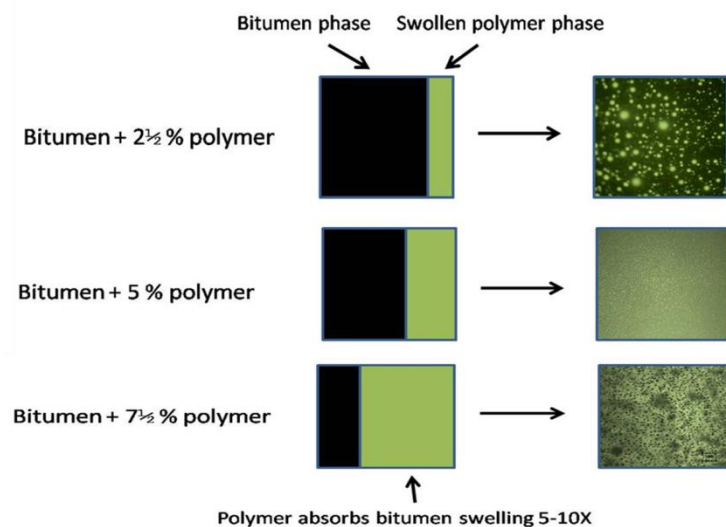 Bitumen phase Swollen polymer phase
Bitumen + 2½ % polymer
Bitumen + 5 % polymer
Bitumen + 7½ % polymer
Polymer absorbs bitumen swelling 5-10X